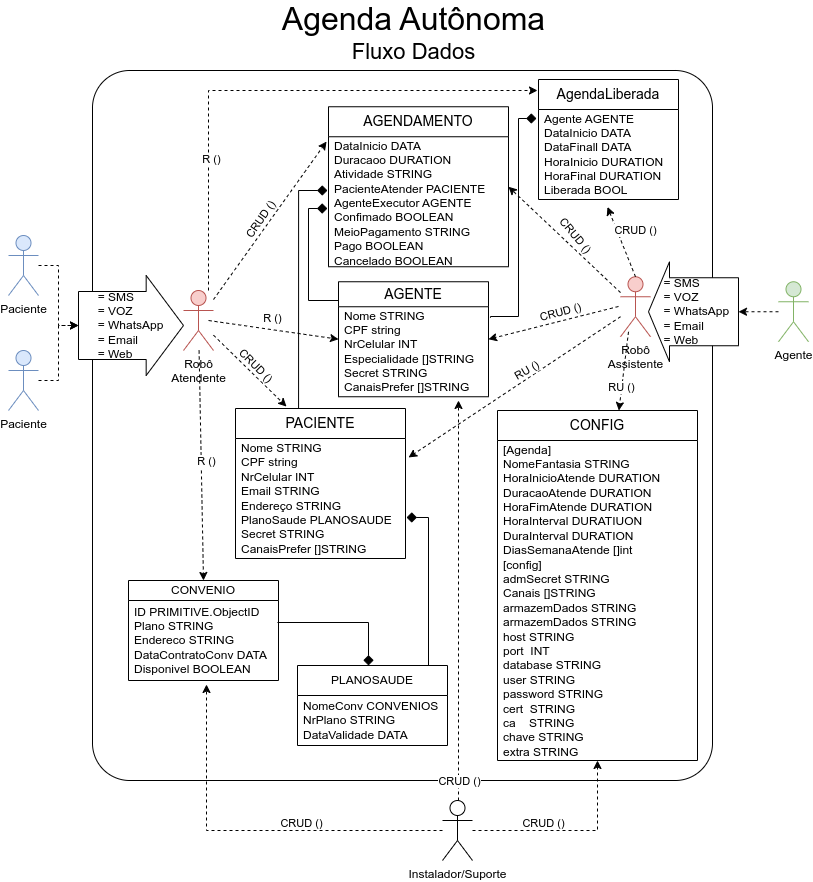 Agenda Autônoma
Fluxo Dados
AgendaLiberada
Agente AGENTE
DataInicio DATA
DataFinall DATA
HoraInicio DURATION
HoraFinal DURATION
Liberada BOOL
AGENDAMENTO
DataInicio DATA
Duracaoo DURATION
Atividade STRING
PacienteAtender PACIENTE
AgenteExecutor AGENTE
Confimado BOOLEAN
MeioPagamento STRING
Pago BOOLEAN
Cancelado BOOLEAN
R ()
CRUD ()
CRUD ()
CRUD ()
Paciente
Paciente
= SMS
= VOZ
= WhatsApp
= Email
= Web
Robô
Atendente
R ()
CRUD ()
R ()
AGENTE
Nome STRING
CPF string
NrCelular INT
Especialidade []STRING
Secret STRING
CanaisPrefer []STRING
CRUD ()
RU ()
Robô
Assistente
RU ()
= SMS
= VOZ
= WhatsApp
= Email
= Web
Agente
PACIENTE
Nome STRING
CPF string
NrCelular INT
Email STRING
Endereço STRING
PlanoSaude PLANOSAUDE
Secret STRING
CanaisPrefer []STRING
CONFIG
[Agenda]
NomeFantasia STRING
HoraInicioAtende DURATION
DuracaoAtende DURATION
HoraFimAtende DURATION
HoraInterval DURATIUON
DuraInterval DURATION
DiasSemanaAtende []int
[config]
admSecret STRING
Canais []STRING
armazemDados STRING
armazemDados STRING
host STRING
port INT
database STRING
user STRING
password STRING
cert STRING
ca STRING
chave STRING
extra STRING
CONVENIO
ID PRIMITIVE.ObjectID
Plano STRING
Endereco STRING
DataContratoConv DATA
Disponivel BOOLEAN
PLANOSAUDE
NomeConv CONVENIOS
NrPlano STRING
DataValidade DATA
CRUD ()
CRUD ()
CRUD ()
Instalador/Suporte